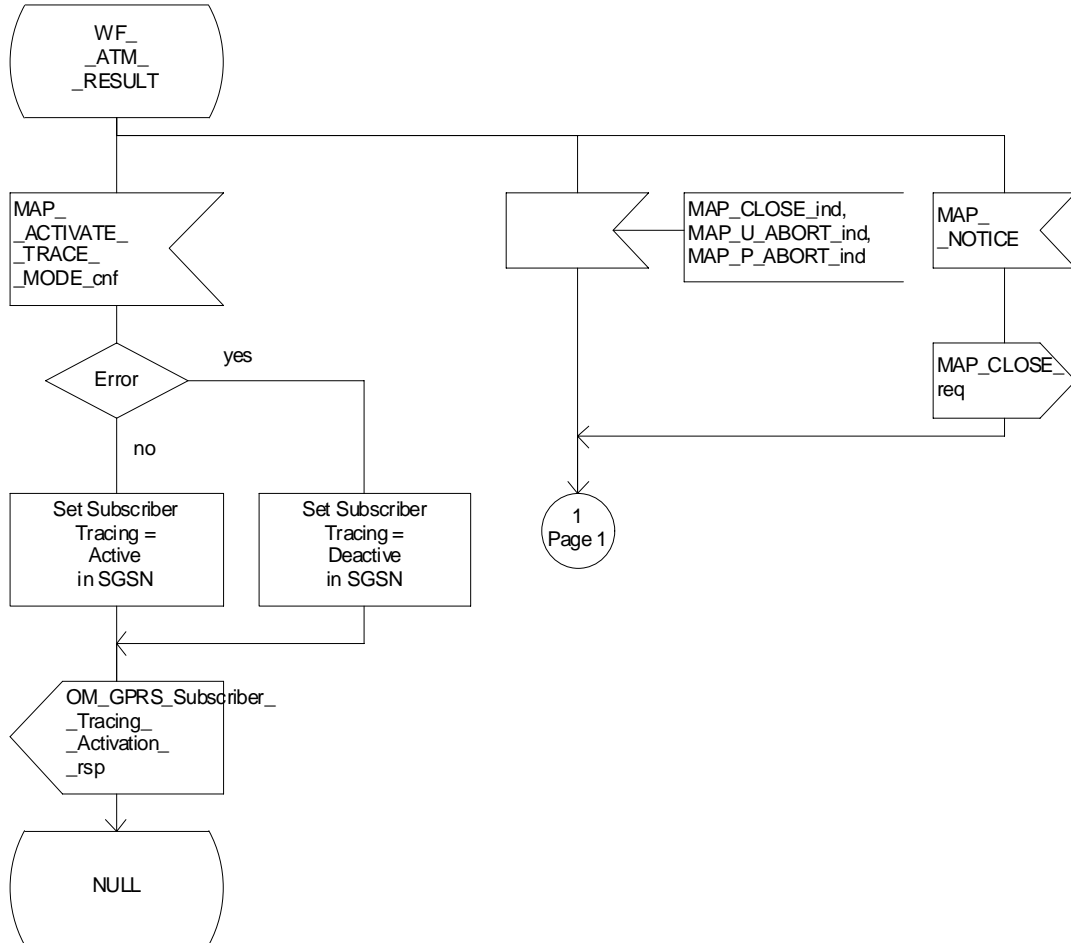 WF_
_ATM_
_RESULT
MAP_
_ACTIVATE_
_TRACE_
_MODE_cnf
MAP_CLOSE_ind,
MAP_U_ABORT_ind,
MAP_P_ABORT_ind
MAP_
_NOTICE
MAP_CLOSE_
req
Error
yes
no
Set Subscriber
Tracing =
Active
in SGSN
Set Subscriber
Tracing =
Deactive
in SGSN
1
Page 1
OM_GPRS_Subscriber_
_Tracing_
_Activation_
_rsp
NULL